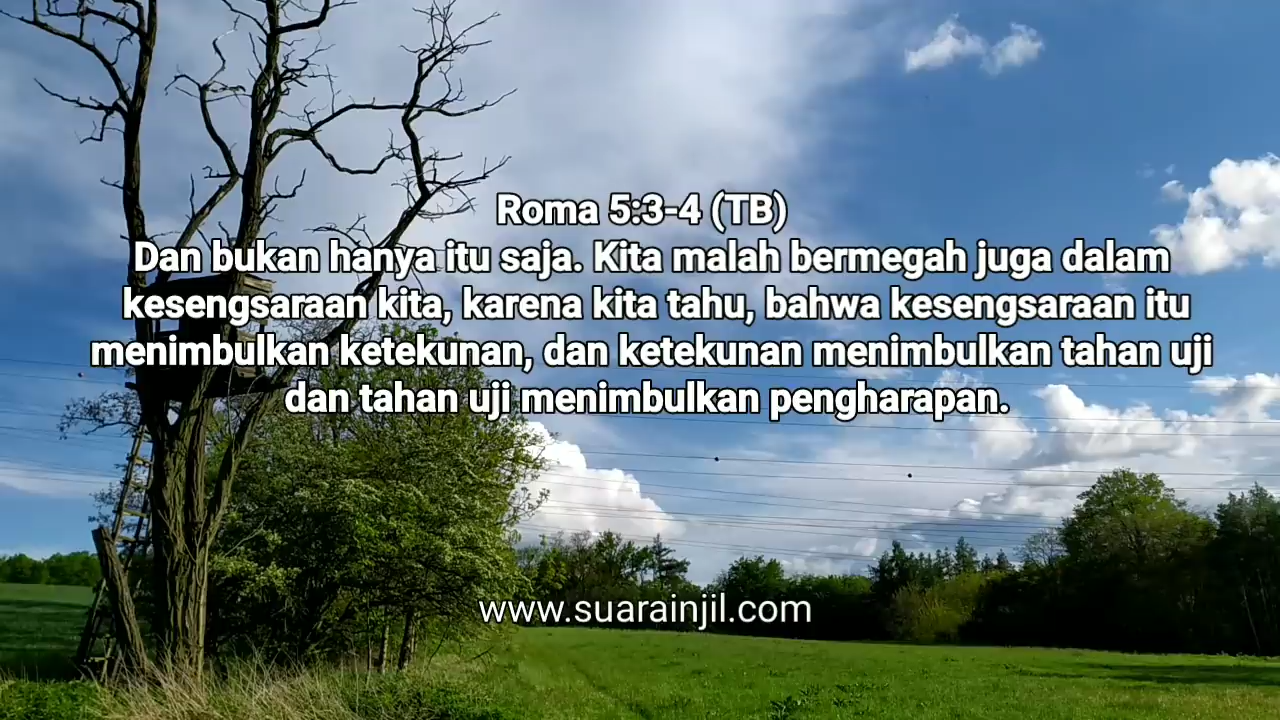 Roma 5:3-4 (TB)
Dan bukan hanya itu saja. Kita malah bermegah juga dalam
kesengsaraan kita, karena kita tahu, bahwa kesengsaraan itu
menimbulkan ketekunan, dan ketekunan menimbulkan tahan uji
dan tahan uji menimbulkan pengharapan.
www.suarainjil.com